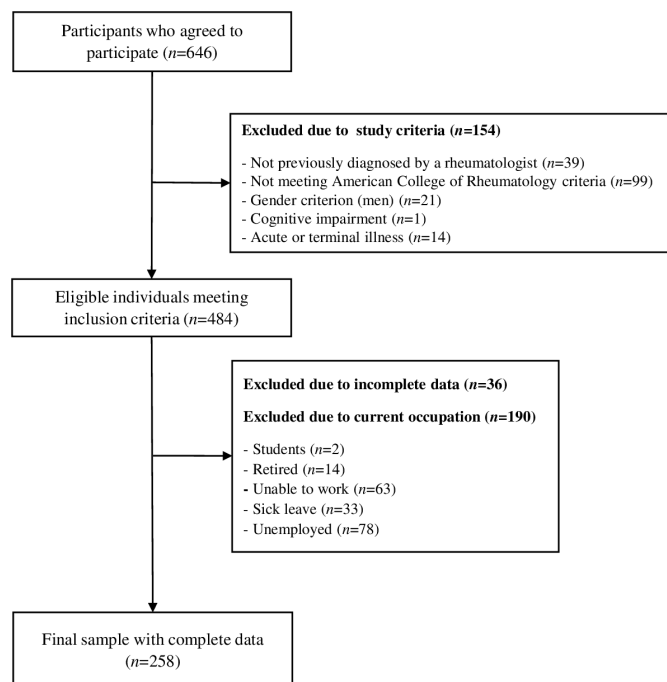 Participants who agreed to
participate (n=646)
Excluded due to study criteria (n=154)
- Not previously diagnosed by a rheumatologist (n=39)
- Not meeting American College of Rheumatology criteria (n=99)
- Gender criterion (men) (n=21)
- Cognitive impairment (n=1)
- Acute or terminal illness (n=14)
Eligible individuals meeting
inclusion criteria (n=484)
Excluded due to incomplete data (n=36)
Excluded due to current occupation (n=190)
- Students (n=2)
- Retired (n=14)
- Unable to work (n=63)
- Sick leave (n=33)
- Unemployed (n=78)
Final sample with complete data
(n=258)